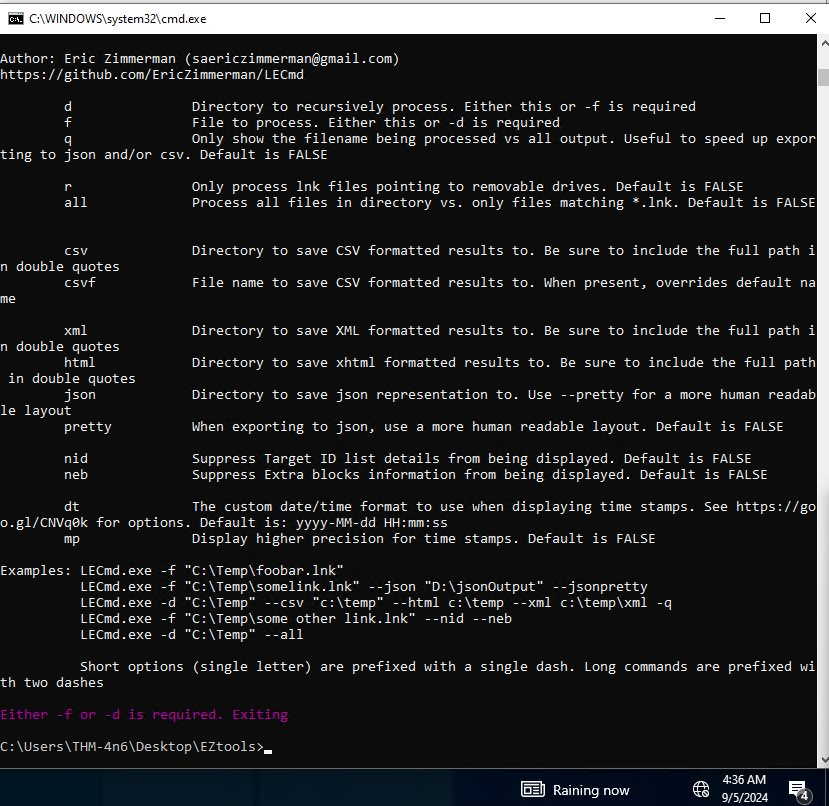 C:\WINDOWS\system32\cmd.exe
Author: Eric Zimmerman (saericzimmerman@gmail.com)
https://github.com/EricZimmerman/LECmd
d Directory to recursively process. Either this or -f is required
f File to process. Either this or -d is required
q Only show the filename being processed vs all output. Useful to speed up expor
ting to json and/or csv. Default is FALSE
r Only process lnk files pointing to removable drives. Default is FALSE
all Process all files in directory vs. only files matching *.lnk. Default is FALSE
csv Directory to save CSV formatted results to. Be sure to include the full path i
n double quotes
csvf File name to save CSV formatted results to. When present, overrides default na
me
xml Directory to save XML formatted results to. Be sure to include the full path i
n double quotes
html Directory to save xhtml formatted results to. Be sure to include the full path
in double quotes
json Directory to save json representation to. Use --pretty for a more human readab
le layout
pretty When exporting to json, use a more human readable layout. Default is FALSE
nid Suppress Target ID list details from being displayed. Default is FALSE
neb Suppress Extra blocks information from being displayed. Default is FALSE
dt The custom date/time format to use when displaying time stamps. See https://go
o.gl/CNVq0k for options. Default is: yyyy-MM-dd HH:mm:ss
mp Display higher precision for time stamps. Default is FALSE
Examples: LECmd.exe -f "C:\Temp\foobar.lnk"
LECmd.exe -f "C:\Temp\somelink.lnk" --json "D:\jsonOutput" --jsonpretty
LECmd.exe -d "C:\Temp" --csv "c:\temp" --html c:\temp --xml c:\temp\xml -q
LECmd.exe -f "C:\Temp\some other link.lnk" --nid --neb
LECmd.exe -d "C:\Temp" --all
Short options (single letter) are prefixed with a single dash. Long commands are prefixed wi
th two dashes
Either -f or -d is required. Exiting
C:\Users\THM-4n6\Desktop\EZtools>
Raining now
4:36 AM
9/5/2024
4